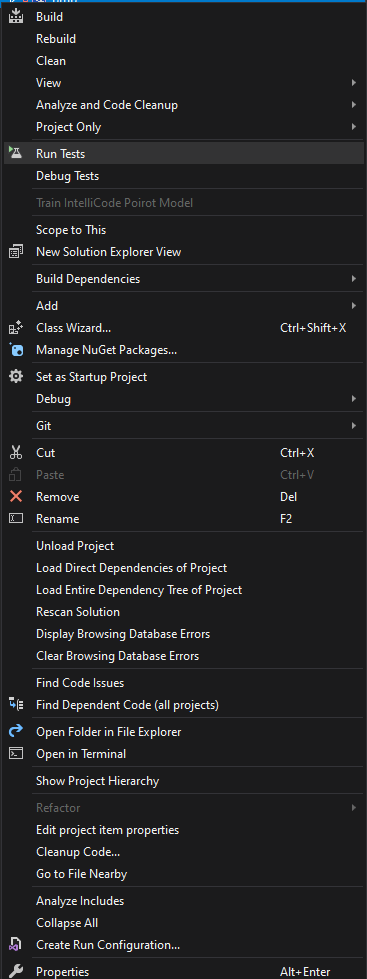 Build
Rebuild
Clean
View
Analyze and Code Cleanup
Project Only
Run Tests
Debug Tests
Train IntelliCode Poirot Model
Scope to This
New Solution Explorer View
Build Dependencies
Add
Class Wizard... Ctrl+Shift+X
Manage NuGet Packages...
Set as Startup Project
Debug
Git
Cut Ctrl+X
Paste Ctrl+V
Remove Del
Rename F2
Unload Project
Load Direct Dependencies of Project
Load Entire Dependency Tree of Project
Rescan Solution
Display Browsing Database Errors
Clear Browsing Database Errors
Find Code Issues
Find Dependent Code (all projects)
Open Folder in File Explorer
Open in Terminal
Show Project Hierarchy
Refactor
Edit project item properties
Cleanup Code...
Go to File Nearby
Analyze Includes
Collapse All
Create Run Configuration...
Properties Alt+Enter